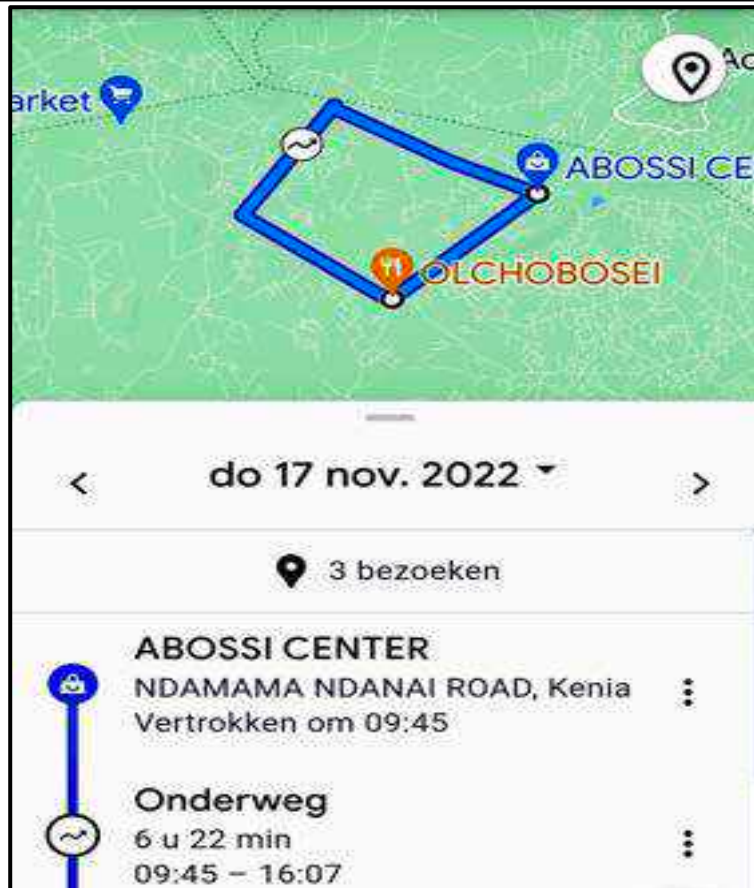 arket
ABOSSI CE
OLCHOBOSEI
do 17 nov. 2022
3 bezoeken
ABOSSI CENTER
NDAMAMA NDANAI ROAD, Kenia
Vertrokken om 09:45
Onderweg
6 u 22 min
09:45 – 16:07